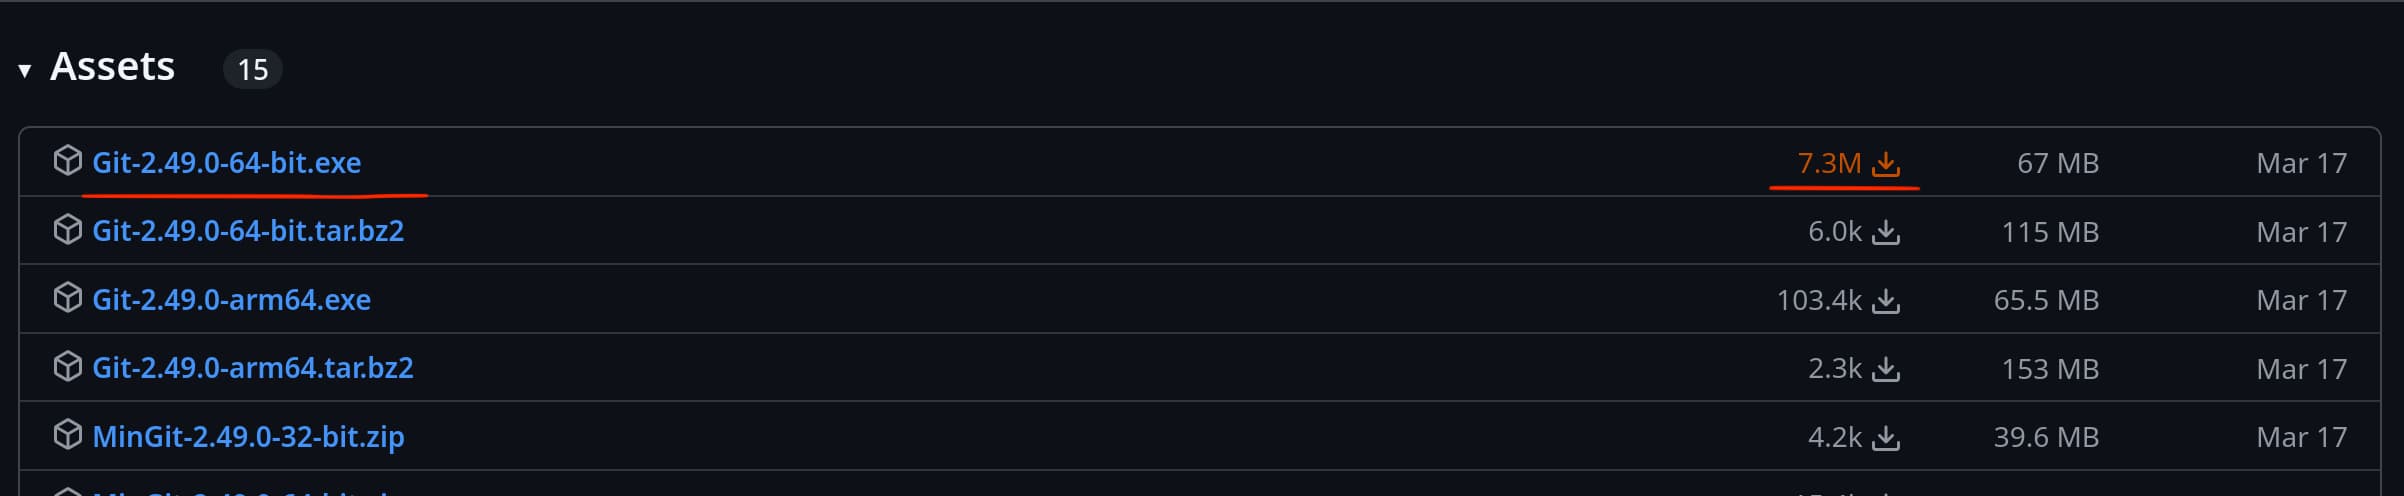 Assets 15
Git-2.49.0-64-bit.exe 7.3M 67 MB Mar 17
Git-2.49.0-64-bit.tar.bz2 6.0k 115 MB Mar 17
Git-2.49.0-arm64.exe 103.4k 65.5 MB Mar 17
Git-2.49.0-arm64.tar.bz2 2.3k 153 MB Mar 17
MinGit-2.49.0-32-bit.zip 4.2k 39.6 MB Mar 17